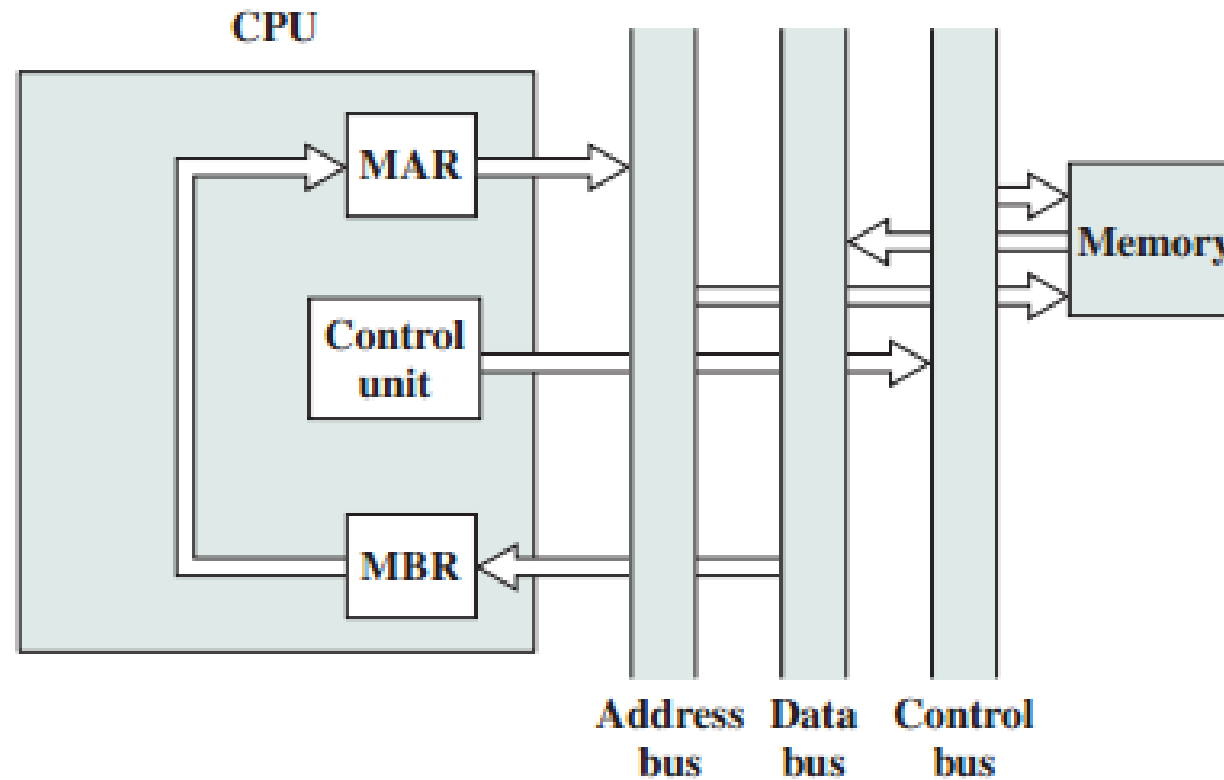 CPU
MAR
Memory
Control
unit
MBR
Address Data Control
bus bus bus